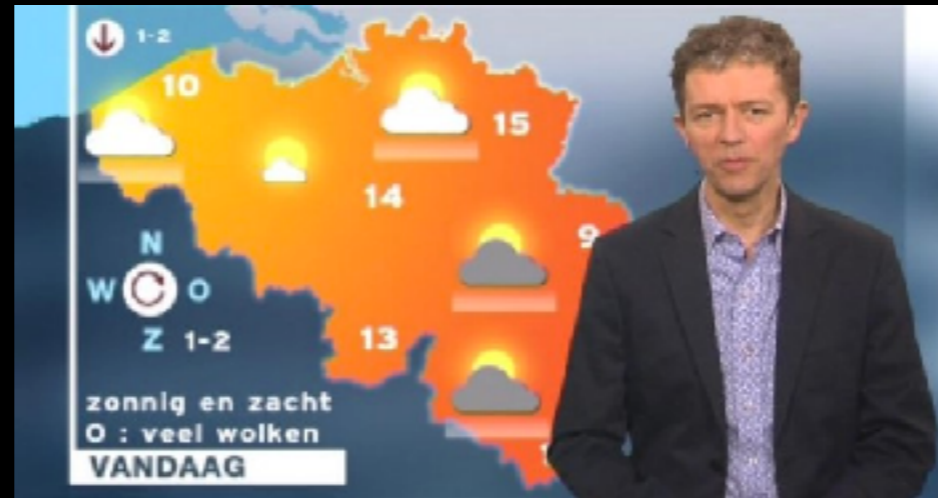 1-2
10
15
14
9
N
W O
Z 1-2
13
zonnig en zacht
O : veel wolken
VANDAAG